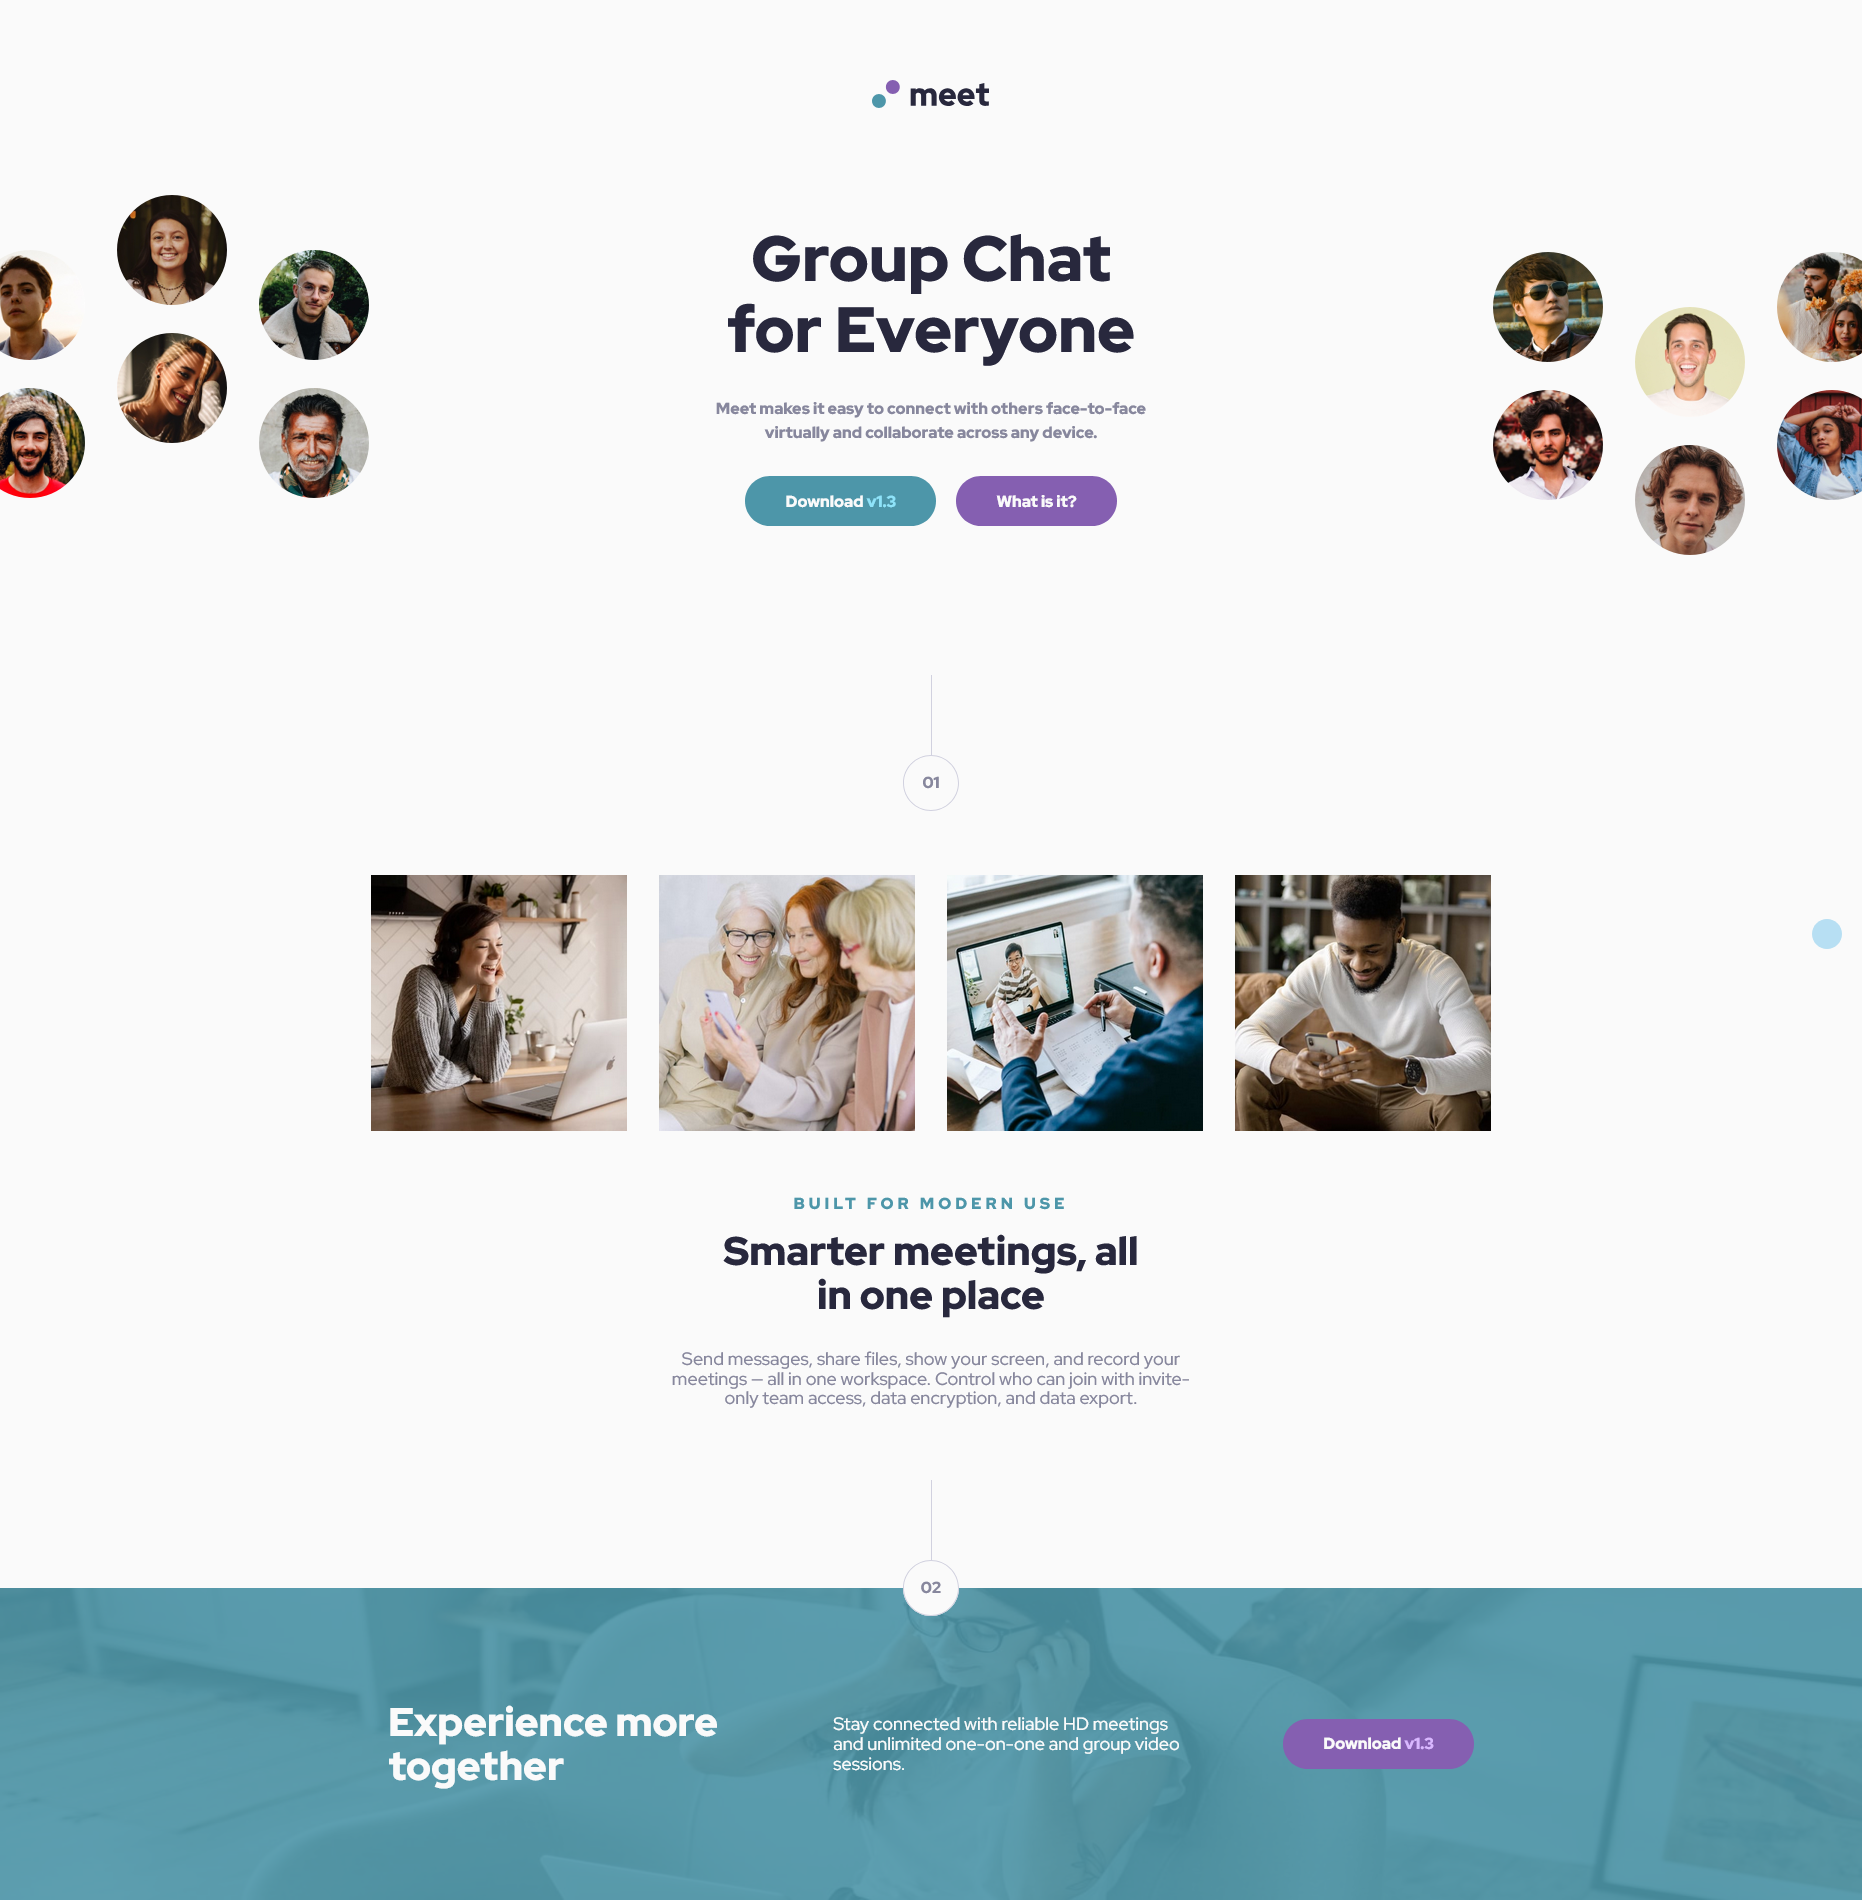 meet
Group Chat
for Everyone
Meet makes it easy to connect with others face-to-face
virtually and collaborate across any device.
Download v1.3
What is it?
01
BUILT FOR MODERN USE
Smarter meetings, all
in one place
Send messages, share files, show your screen, and record your
meetings — all in one workspace. Control who can join with invite-
only team access, data encryption, and data export.
02
Experience more
together
Stay connected with reliable HD meetings
and unlimited one-on-one and group video
sessions.
Download v1.3